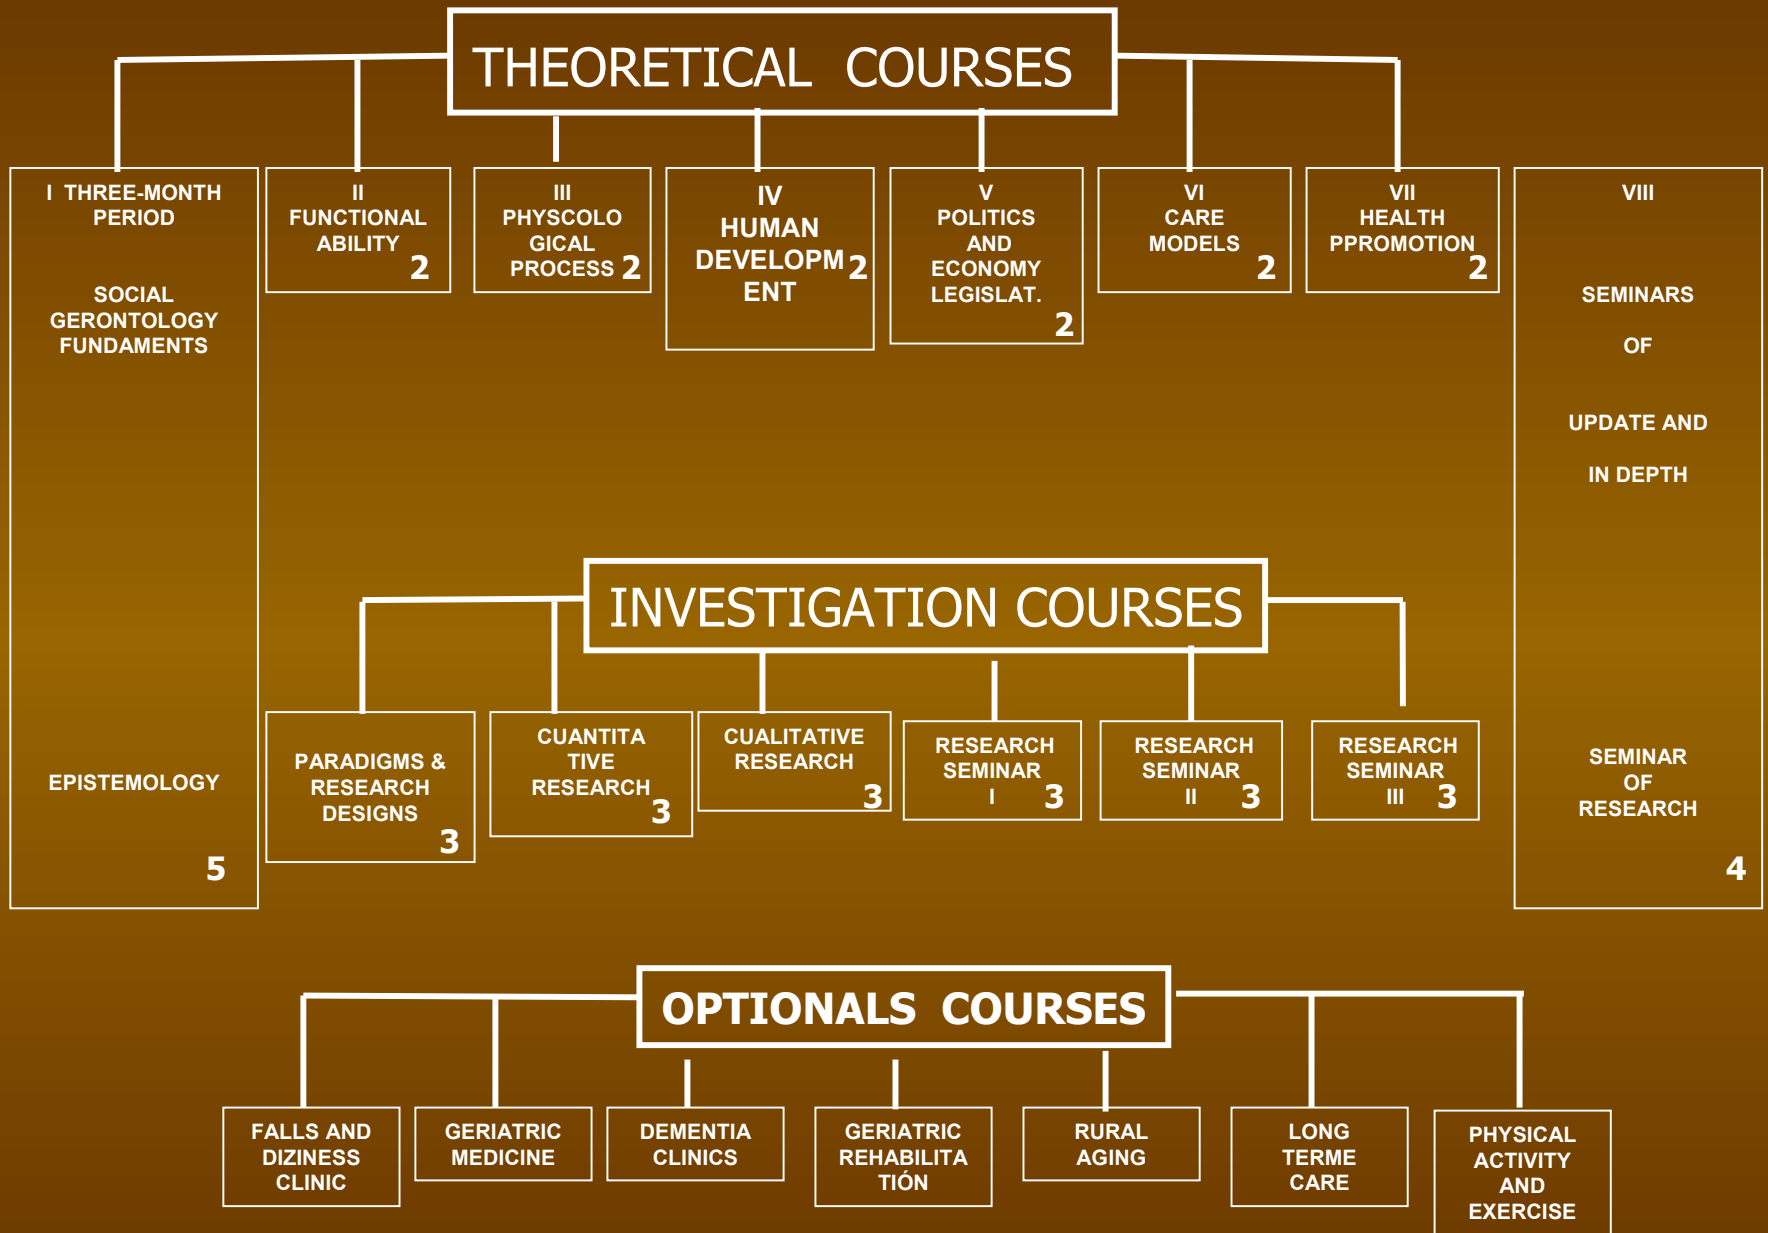 THEORETICAL COURSES
I THREE-MONTH
PERIOD
SOCIAL
GERONTOLOGY
FUNDAMENTS
EPISTEMOLOGY
5
II
FUNCTIONAL
ABILITY
2
III
PHYSCOLO
GICAL
PROCESS 2
IV
HUMAN
DEVELOPM 2
ENT
V
POLITICS
AND
ECONOMY
LEGISLAT.
2
VI
CARE
MODELS
2
VII
HEALTH
PPROMOTION
2
VIII
SEMINARS
OF
UPDATE AND
IN DEPTH
SEMINAR
OF
RESEARCH
4
INVESTIGATION COURSES
PARADIGMS &
RESEARCH
DESIGNS
3
CUANTITA
TIVE
RESEARCH
3
CUALITATIVE
RESEARCH
3
RESEARCH
SEMINAR
I 3
RESEARCH
SEMINAR
II 3
RESEARCH
SEMINAR
III 3
OPTIONALS COURSES
FALLS AND
DIZINESS
CLINIC
GERIATRIC
MEDICINE
DEMENTIA
CLINICS
GERIATRIC
REHABILITA
TIÓN
RURAL
AGING
LONG
TERME
CARE
PHYSICAL
ACTIVITY
AND
EXERCISE